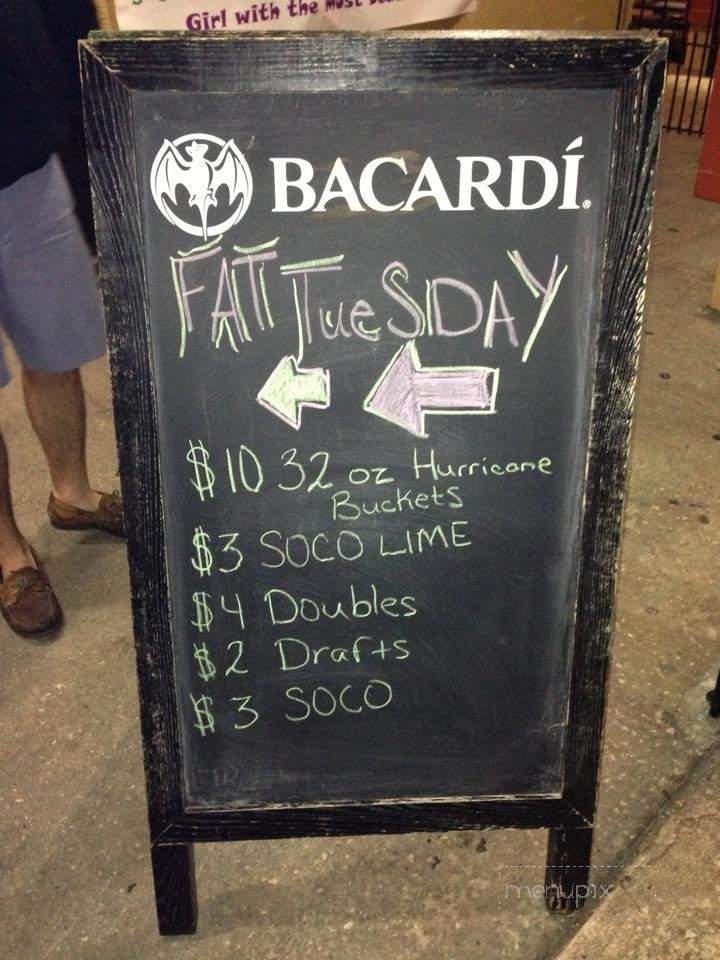 Girl with the most
BACARDÍ®
FAT TUESDAY
$10 32 oz Hurricane
Buckets
$3 SOCO LIME
$4 Doubles
$2 Drafts
$3 SOCO
menupix